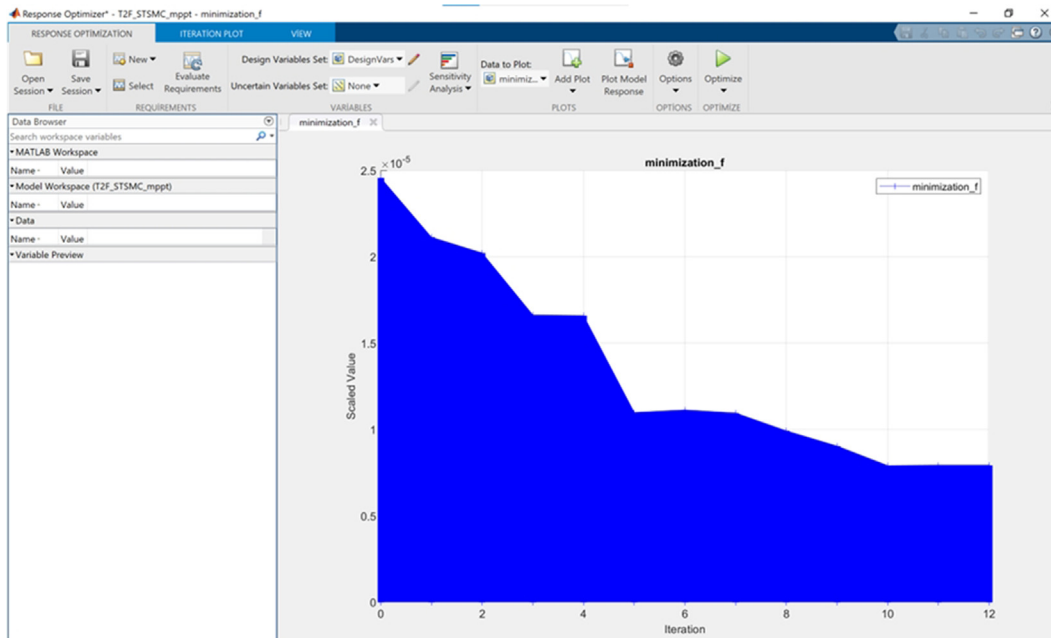 Response Optimizer* - T2F_STSMC_mppt - minimization_f
RESPONSE OPTIMIZATION ITERATION PLOT VIEW
Open Session
Save Session
New
Select
Evaluate Requirements
Design Variables Set: DesignVars
Uncertain Variables Set: None
Sensitivity Analysis
Data to Plot:
minimiz...
Add Plot
Plot Model Response
Options
Optimize
FILE REQUIREMENTS VARIABLES PLOTS OPTIONS OPTIMIZE
Data Browser
Search workspace variables
MATLAB Workspace
Name Value
Model Workspace (T2F_STSMC_mppt)
Name Value
Data
Name Value
Variable Preview
minimization_f
minimization_f
×10-5
minimization_f
2.5
2
1.5
1
0.5
0
Scaled Value
0 2 4 6 8 10 12
Iteration